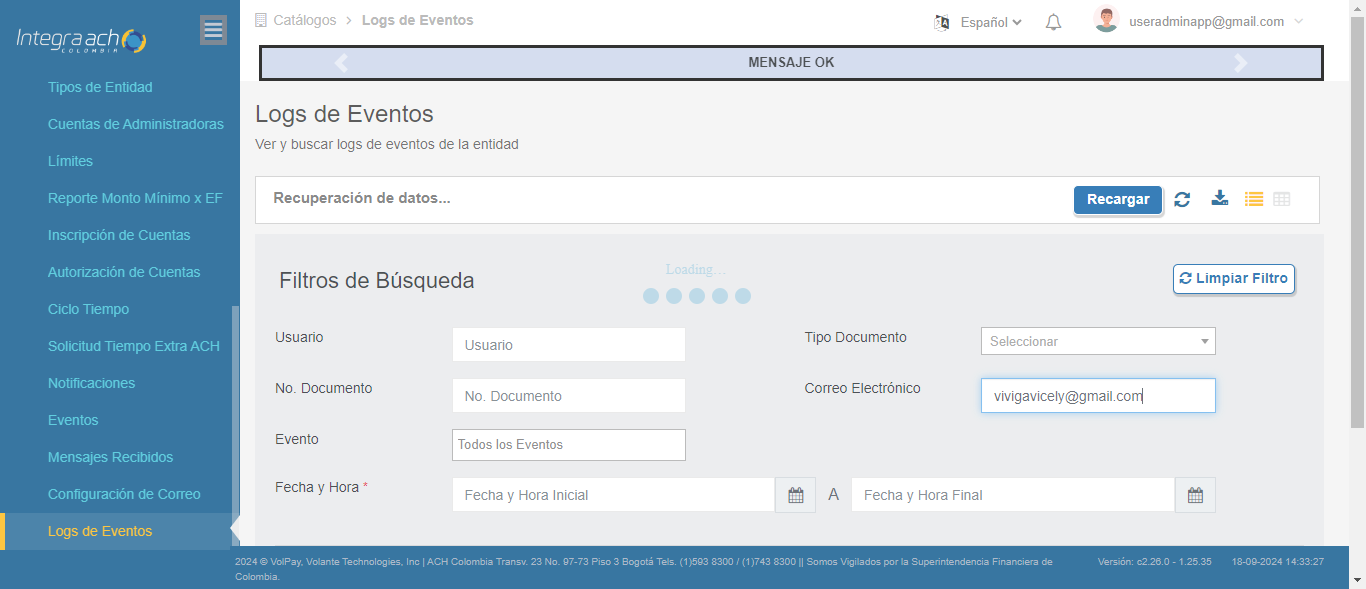 Integra ach
COLOMBIA
Catálogos > Logs de Eventos
Español
useradminapp@gmail.com
MENSAJE OK
Tipos de Entidad
Cuentas de Administradoras
Límites
Reporte Monto Mínimo x EF
Inscripción de Cuentas
Autorización de Cuentas
Ciclo Tiempo
Solicitud Tiempo Extra ACH
Notificaciones
Eventos
Mensajes Recibidos
Configuración de Correo
Logs de Eventos
Logs de Eventos
Ver y buscar logs de eventos de la entidad
Recuperación de datos...
Recargar
Filtros de Búsqueda
Loading...
Limpiar Filtro
Usuario
Usuario
Tipo Documento
Seleccionar
No. Documento
No. Documento
Correo Electrónico
vivigavicely@gmail.com
Evento
Todos los Eventos
Fecha y Hora *
Fecha y Hora Inicial
A
Fecha y Hora Final
2024 © VolPay, Volante Technologies, Inc | ACH Colombia Transv. 23 No. 97-73 Piso 3 Bogotá Tels. (1)593 8300 / (1)743 8300 || Somos Vigilados por la Superintendencia Financiera de
Colombia.
Versión: c2.26.0 - 1.25.35
18-09-2024 14:33:27